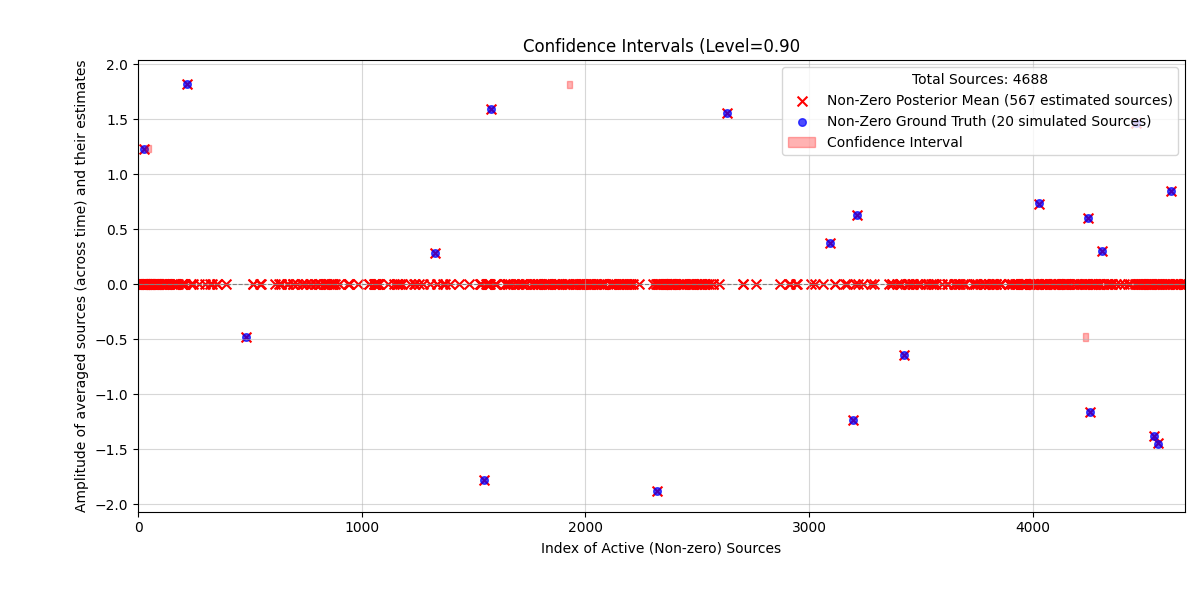 Confidence Intervals (Level=0.90
Amplitude of averaged sources (across time) and their estimates
2.0
1.5
1.0
0.5
0.0
−0.5
−1.0
−1.5
−2.0
Total Sources: 4688
Non-Zero Posterior Mean (567 estimated sources)
Non-Zero Ground Truth (20 simulated Sources)
Confidence Interval
0
1000
2000
3000
4000
Index of Active (Non-zero) Sources